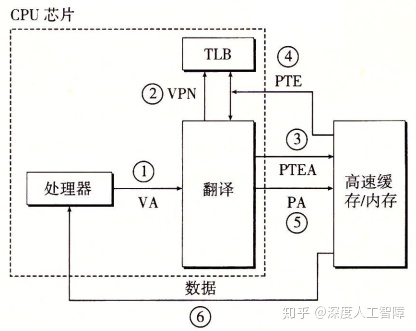 CPU 芯片
TLB
④
② VPN
PTE
①
③
处理器
翻译
PTEA
高速缓
存/内存
VA
PA
⑤
数据
⑥
知乎 @深度人工智障